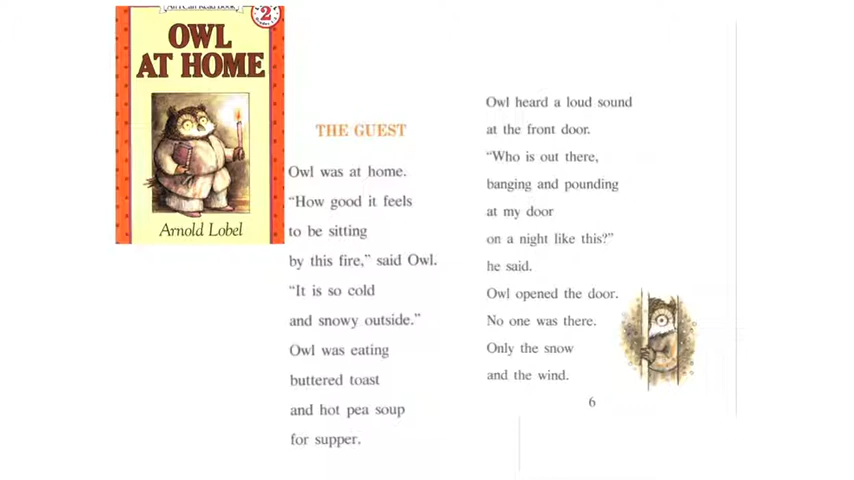 2
OWL
AT HOME
Arnold Lobel
THE GUEST
Owl was at home.
“How good it feels
to be sitting
by this fire,” said Owl.
“It is so cold
and snowy outside.”
Owl was eating
buttered toast
and hot pea soup
for supper.
Owl heard a loud sound
at the front door.
“Who is out there,
banging and pounding
at my door
on a night like this?”
he said.
Owl opened the door.
No one was there.
Only the snow
and the wind.
6